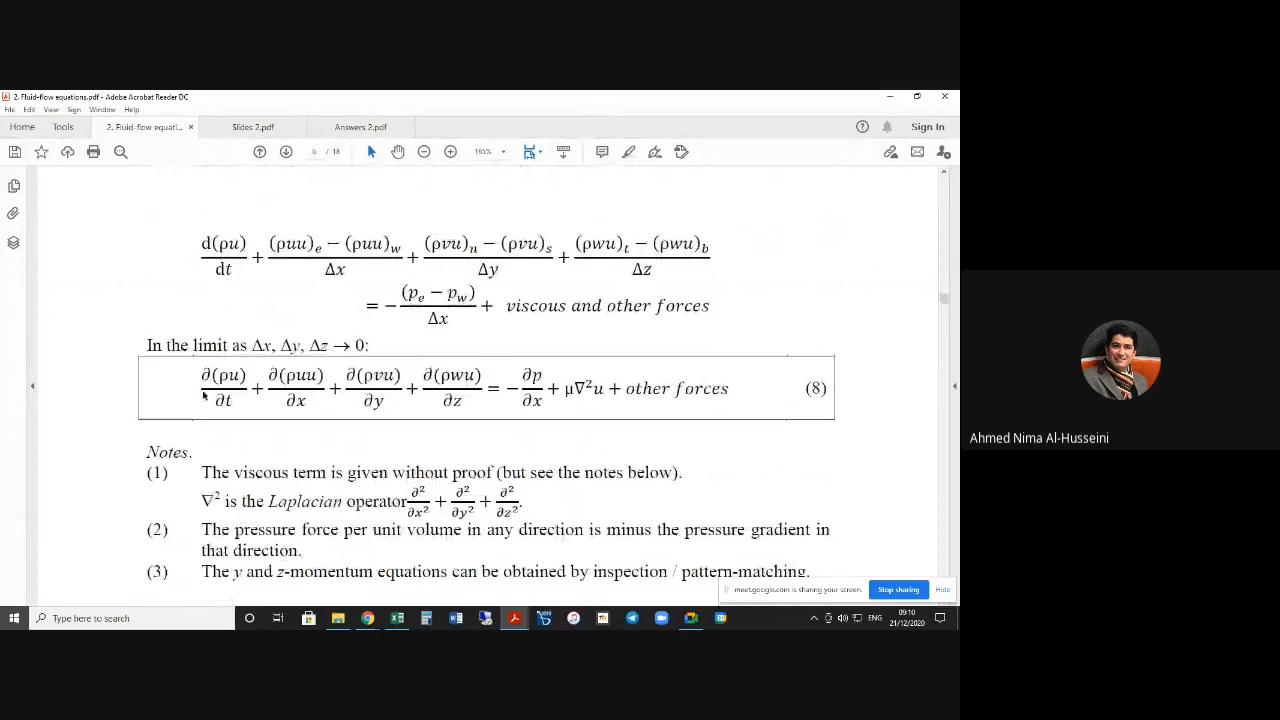 2. Fluid-flow equations.pdf - Adobe Acrobat Reader DC
File Edit View Sign Window Help
Home Tools 2. Fluid-flow equati... × Slides 2.pdf Answers 2.pdf Sign In
6 / 18 165%
d(ρu)/dt + ((ρuu)ₑ − (ρuu)_w)/Δx + ((ρvu)ₙ − (ρvu)ₛ)/Δy + ((ρwu)ₜ − (ρwu)_b)/Δz
= −(pₑ − p_w)/Δx + viscous and other forces
In the limit as Δx, Δy, Δz → 0:
∂(ρu)/∂t + ∂(ρuu)/∂x + ∂(ρvu)/∂y + ∂(ρwu)/∂z = −∂p/∂x + μ∇²u + other forces (8)
Notes.
(1) The viscous term is given without proof (but see the notes below).
∇² is the Laplacian operator ∂²/∂x² + ∂²/∂y² + ∂²/∂z².
(2) The pressure force per unit volume in any direction is minus the pressure gradient in
that direction.
(3) The y and z-momentum equations can be obtained by inspection / pattern-matching.
meet.google.com is sharing your screen. Stop sharing Hide
Type here to search
ENG
09:10
21/12/2020
Ahmed Nima Al-Husseini